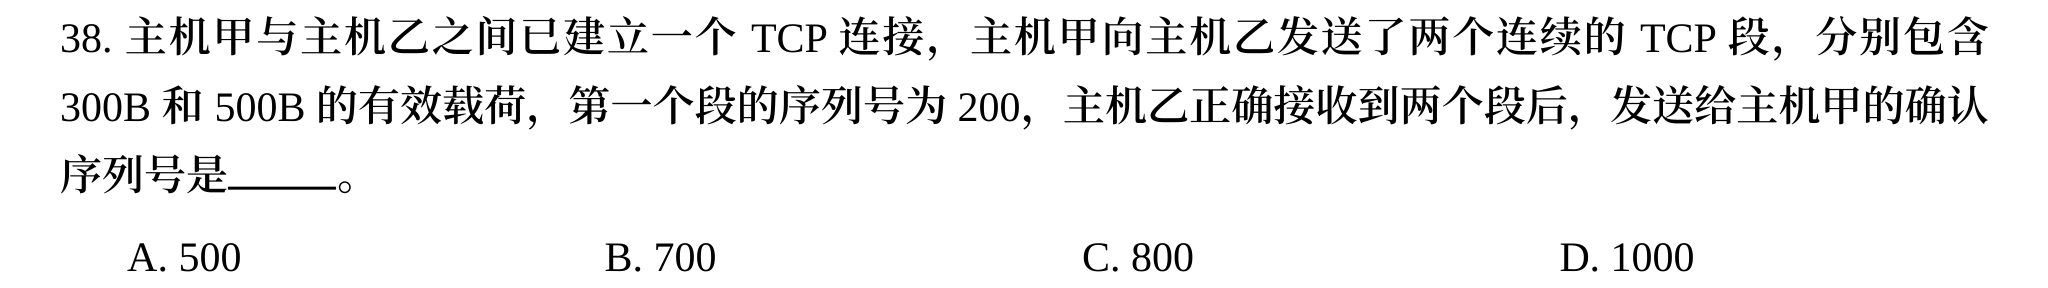 38. 主机甲与主机乙之间已建立一个 TCP 连接，主机甲向主机乙发送了两个连续的 TCP 段，分别包含
300B 和 500B 的有效载荷，第一个段的序列号为 200，主机乙正确接收到两个段后，发送给主机甲的确认
序列号是_____。
A. 500 B. 700 C. 800 D. 1000